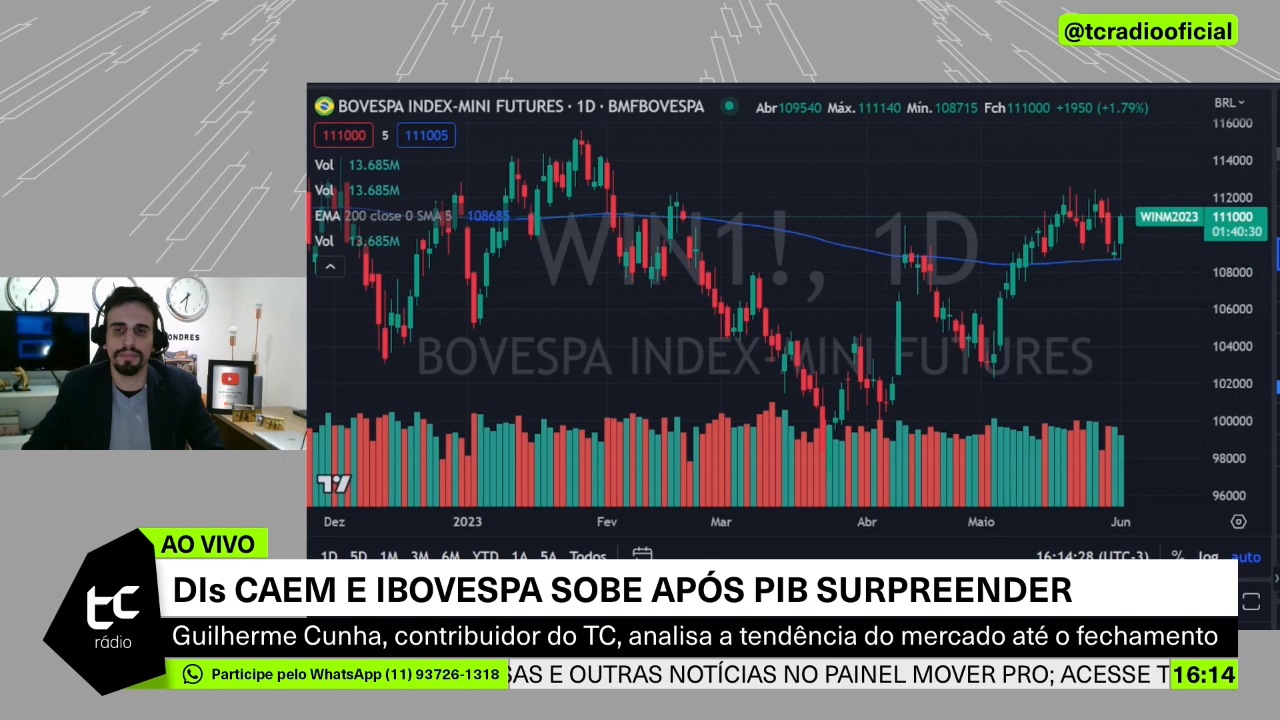 @tcradiooficial
BOVESPA INDEX-MINI FUTURES · 1D · BMFBOVESPA Abr109540 Máx.111140 Mín.108715 Fch111000 +1950 (+1.79%)
BRL
111000 5 111005
Vol 13.685M
Vol 13.685M
EMA 200 close 0 SMA 5 108685
Vol 13.685M
WIN1!, 1D
BOVESPA INDEX-MINI FUTURES
116000
114000
112000
WINM2023 111000
01:40:30
108000
106000
104000
102000
100000
98000
96000
Dez 2023 Fev Mar Abr Maio Jun
1D 5D 1M 3M 6M YTD 1A 5A Todos 16:14:28 (UTC-3) % log auto
ONDRES
AO VIVO
tc
rádio
DIs CAEM E IBOVESPA SOBE APÓS PIB SURPREENDER
Guilherme Cunha, contribuidor do TC, analisa a tendência do mercado até o fechamento
Participe pelo WhatsApp (11) 93726-1318
SAS E OUTRAS NOTÍCIAS NO PAINEL MOVER PRO; ACESSE T
16:14